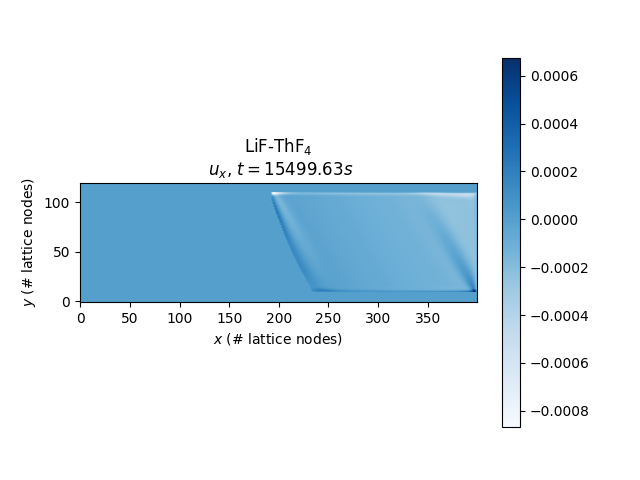 LiF-ThF₄
uₓ, t = 15499.63s
y (# lattice nodes)
100
50
0
0 50 100 150 200 250 300 350
x (# lattice nodes)
0.0006
0.0004
0.0002
0.0000
−0.0002
−0.0004
−0.0006
−0.0008